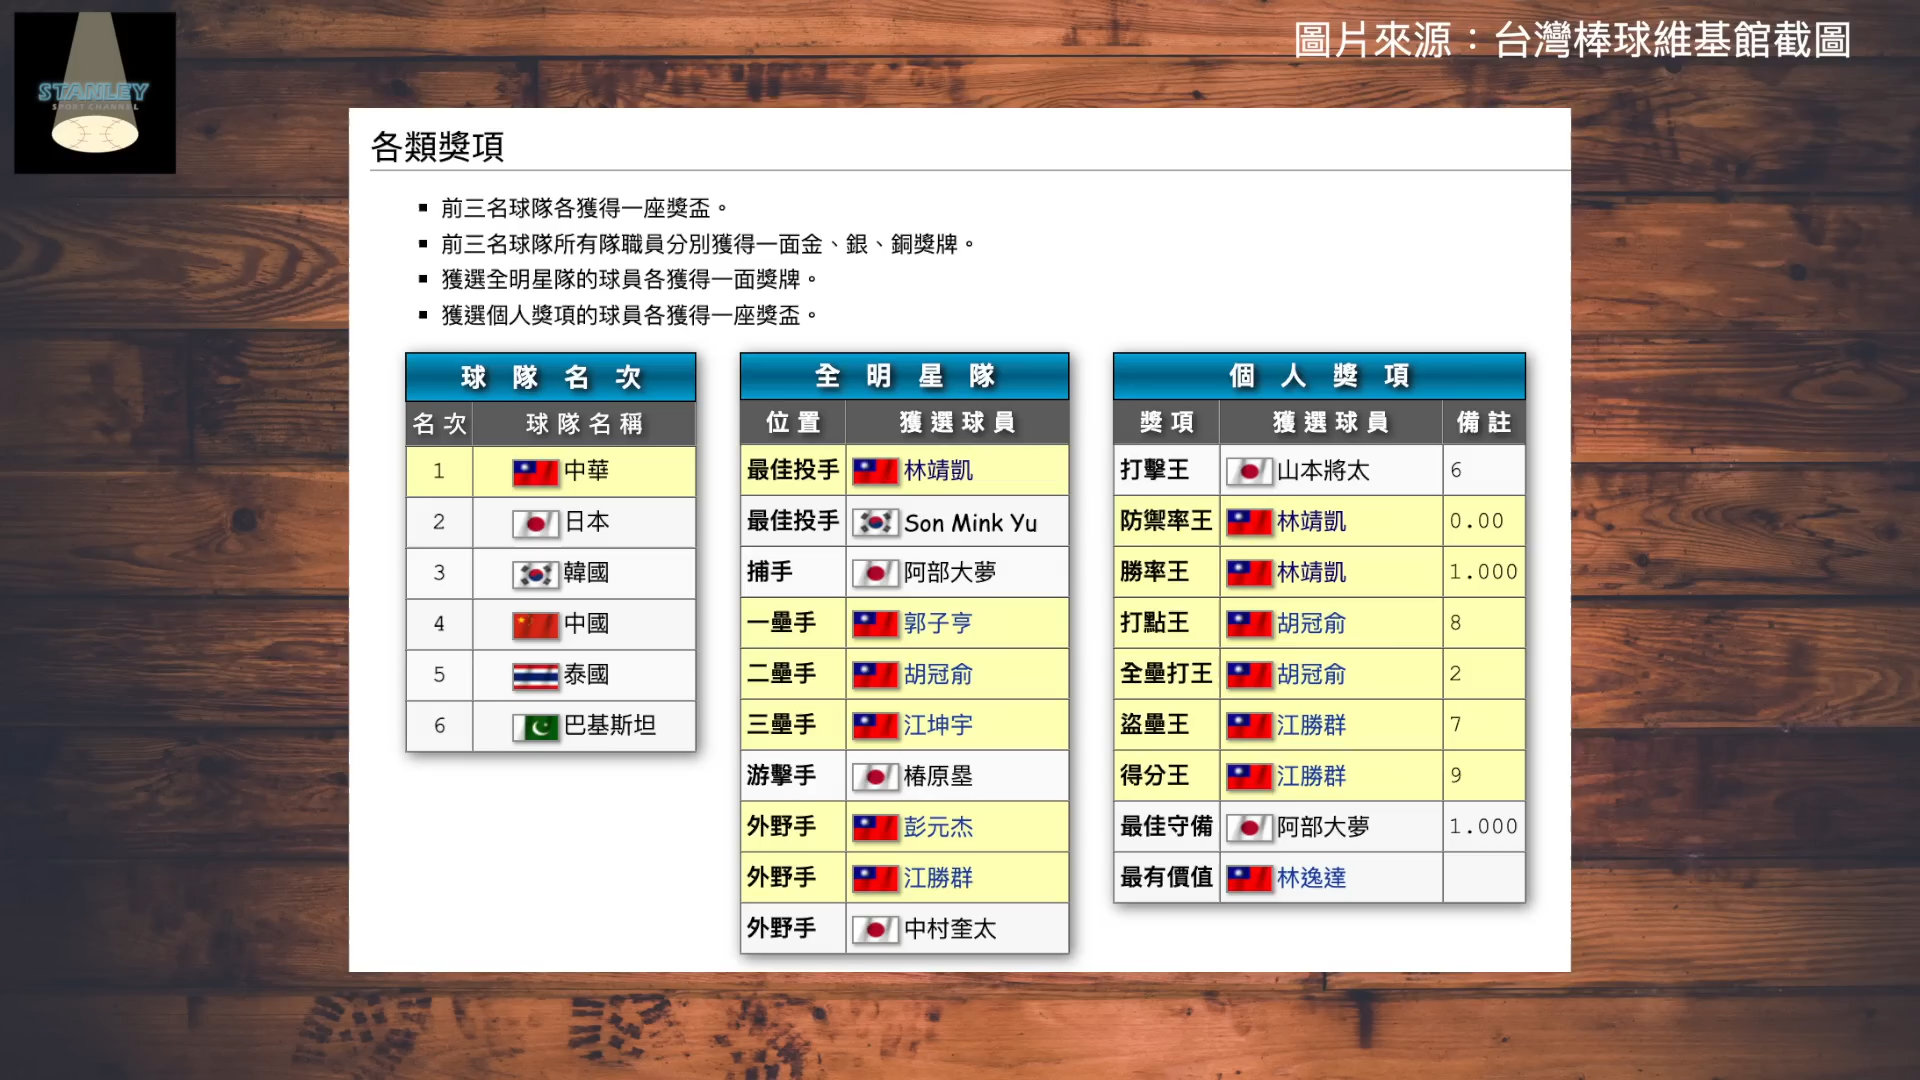 STANLEY
SPORT CHANNEL
圖片來源：台灣棒球維基館截圖
各類獎項
前三名球隊各獲得一座獎盃。
前三名球隊所有隊職員分別獲得一面金、銀、銅獎牌。
獲選全明星隊的球員各獲得一面獎牌。
獲選個人獎項的球員各獲得一座獎盃。
球隊名次
名次 球隊名稱
1 中華
2 日本
3 韓國
4 中國
5 泰國
6 巴基斯坦
全明星隊
位置 獲選球員
最佳投手 林靖凱
最佳投手 Son Mink Yu
捕手 阿部大夢
一壘手 郭子亨
二壘手 胡冠俞
三壘手 江坤宇
游擊手 椿原塁
外野手 彭元杰
外野手 江勝群
外野手 中村奎太
個人獎項
獎項 獲選球員 備註
打擊王 山本將太 6
防禦率王 林靖凱 0.00
勝率王 林靖凱 1.000
打點王 胡冠俞 8
全壘打王 胡冠俞 2
盜壘王 江勝群 7
得分王 江勝群 9
最佳守備 阿部大夢 1.000
最有價值 林逸達